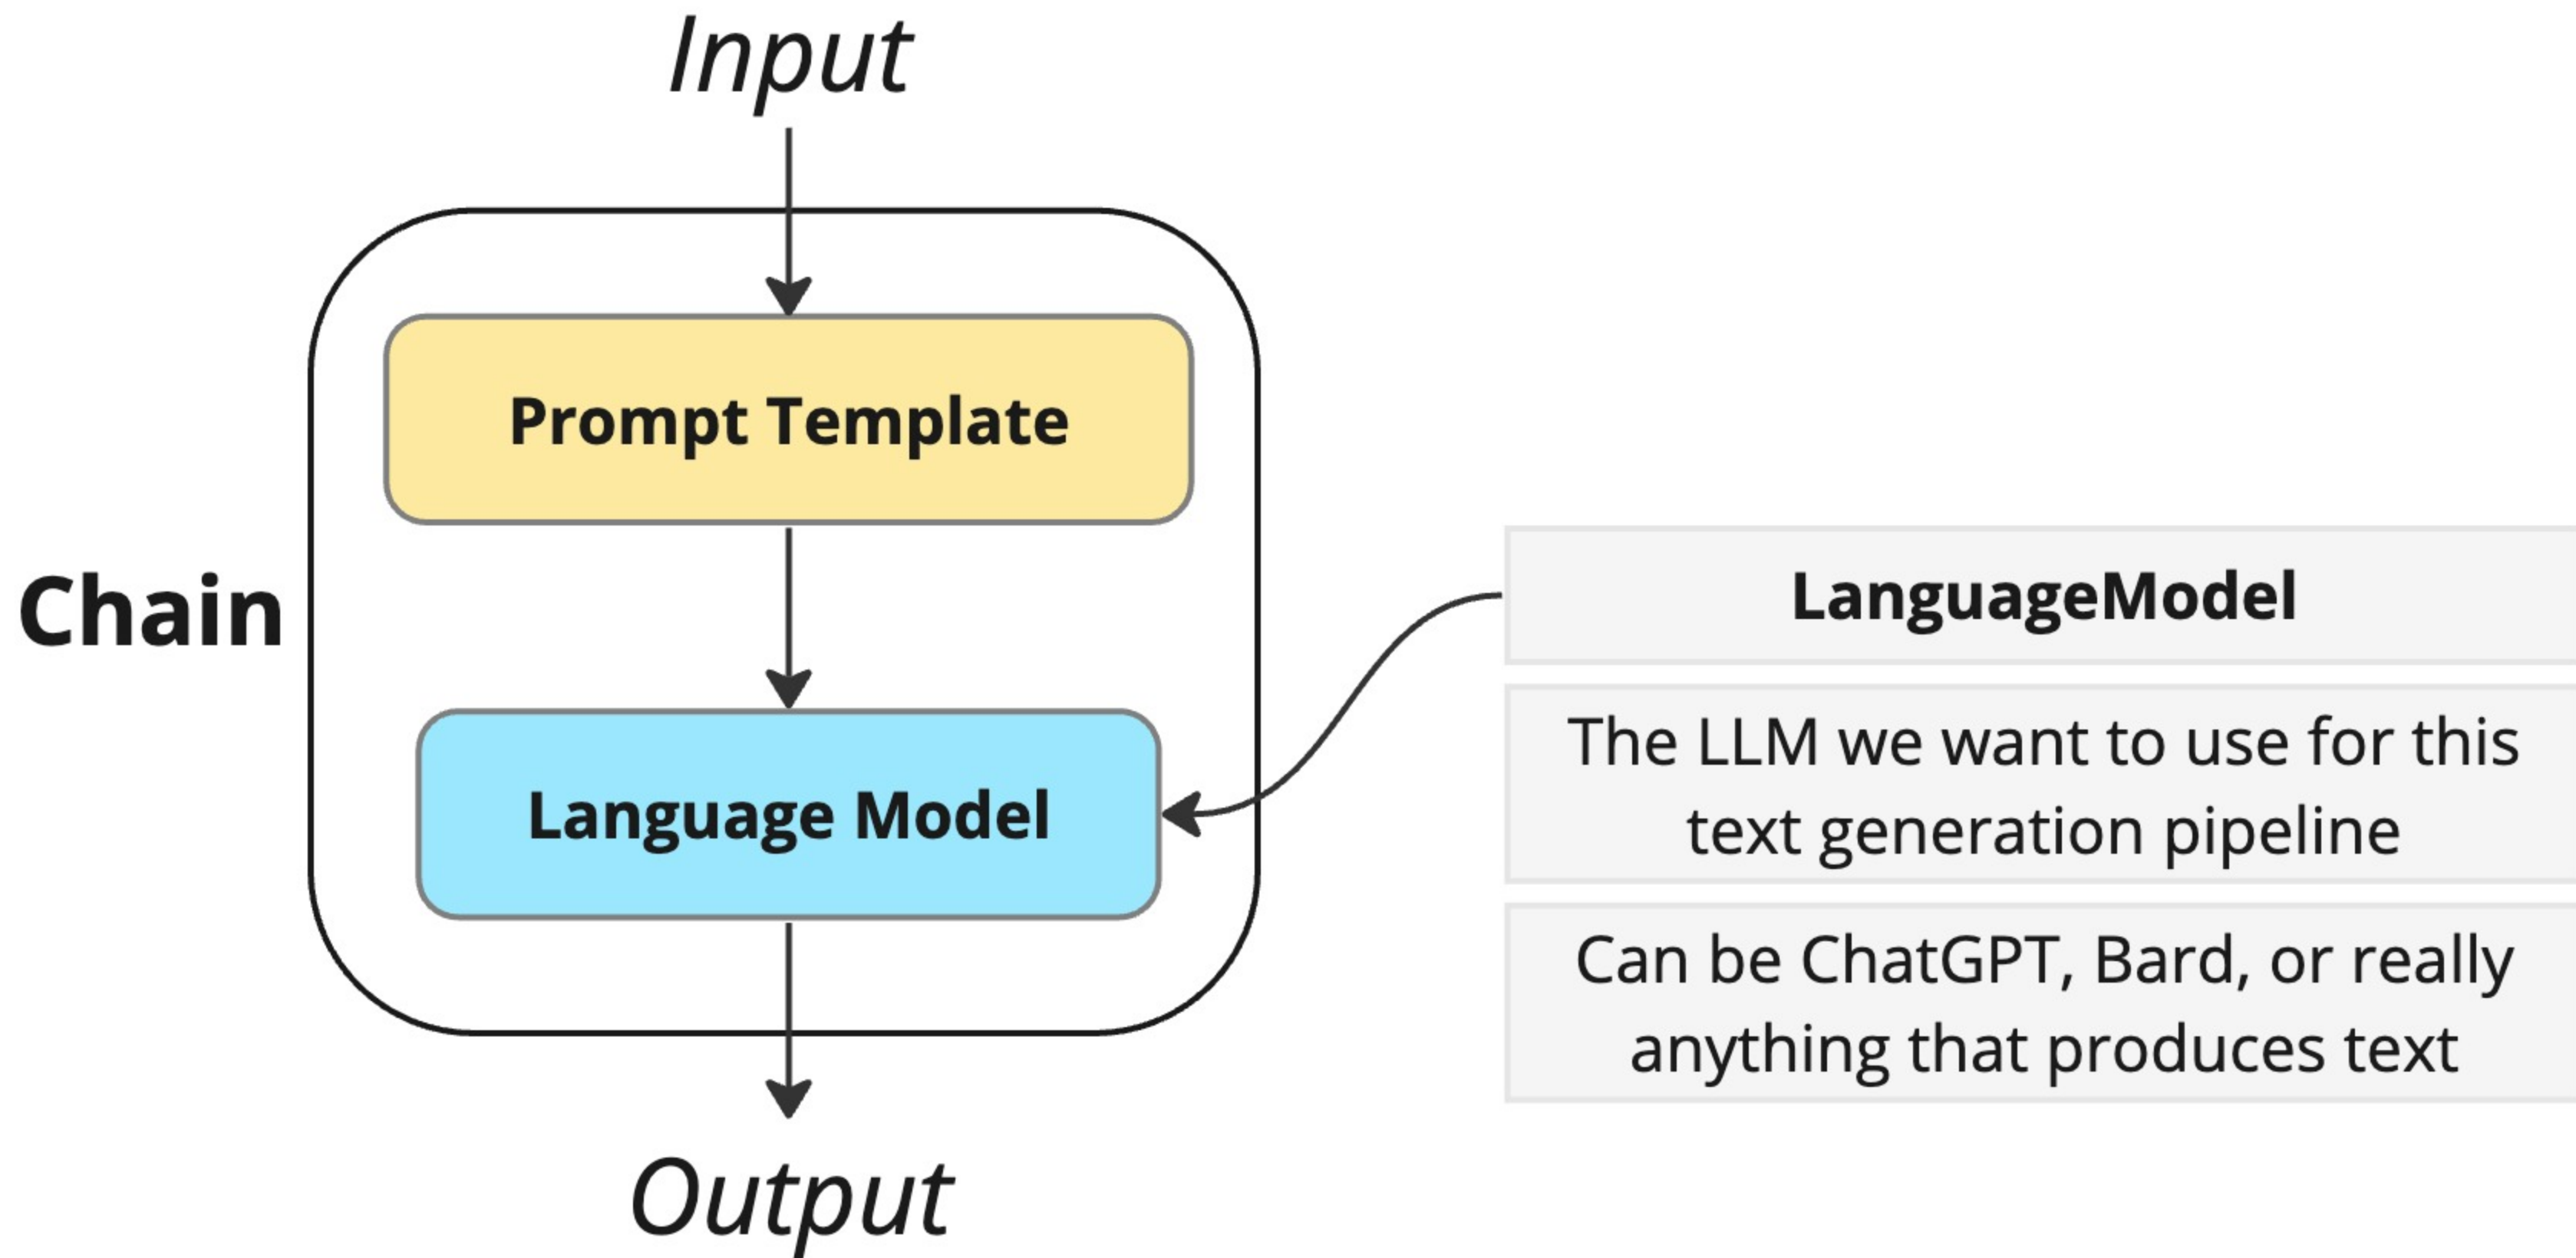 Input
Prompt Template
Chain
Language Model
Output
LanguageModel
The LLM we want to use for this
text generation pipeline
Can be ChatGPT, Bard, or really
anything that produces text